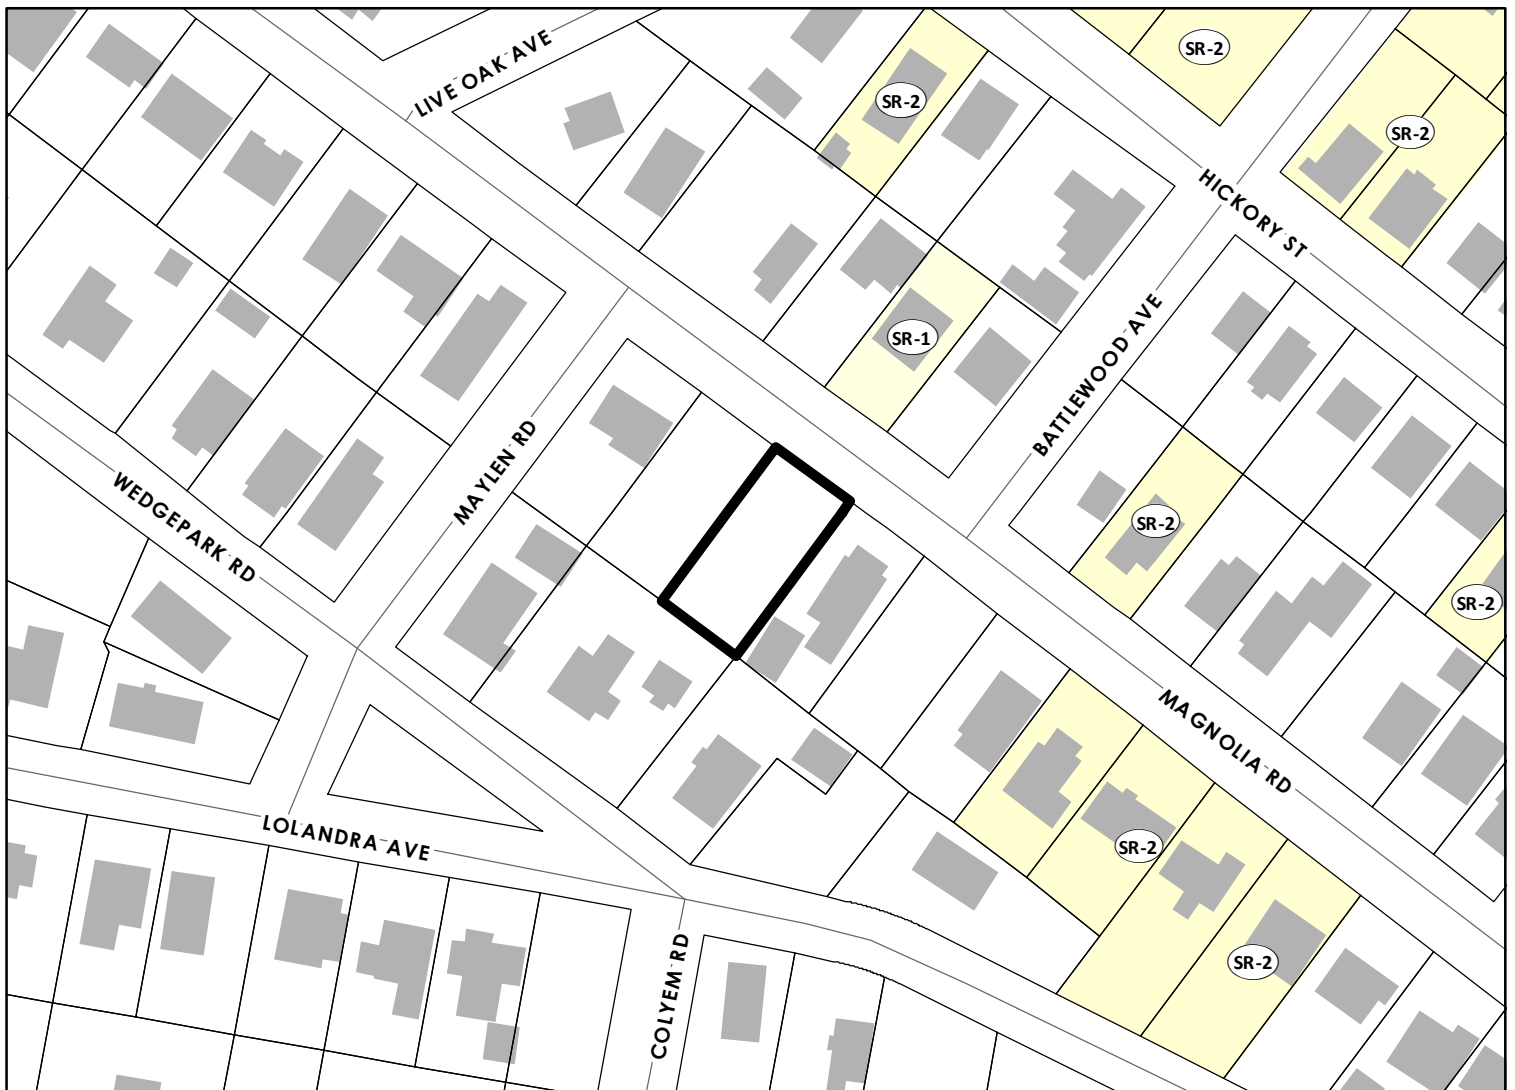 LIVE OAK AVE
SR-2
SR-2
SR-2
HICKORY ST
SR-1
BATTLEWOOD AVE
MAYLEN RD
WEDGEPARK RD
SR-2
SR-2
MAGNOLIA RD
LOLANDRA AVE
SR-2
SR-2
COLYEM RD